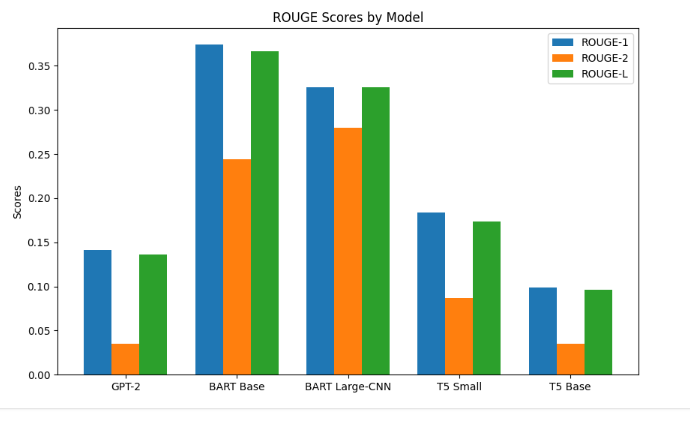 ROUGE Scores by Model
ROUGE-1
ROUGE-2
ROUGE-L
Scores
0.35
0.30
0.25
0.20
0.15
0.10
0.05
0.00
GPT-2 BART Base BART Large-CNN T5 Small T5 Base